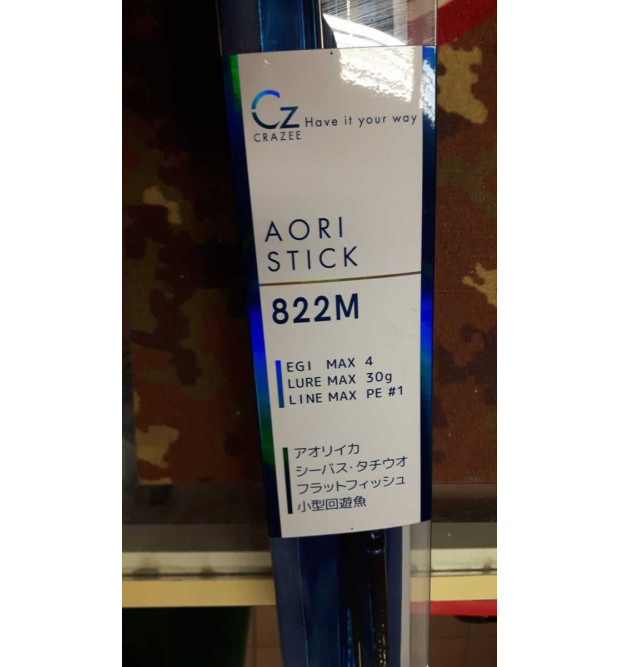 Cz
CRAZEE
Have it your way
AORI
STICK
822M
EGI MAX 4
LURE MAX 30g
LINE MAX PE #1
アオリイカ
シーバス・タチウオ
フラットフィッシュ
小型回遊魚